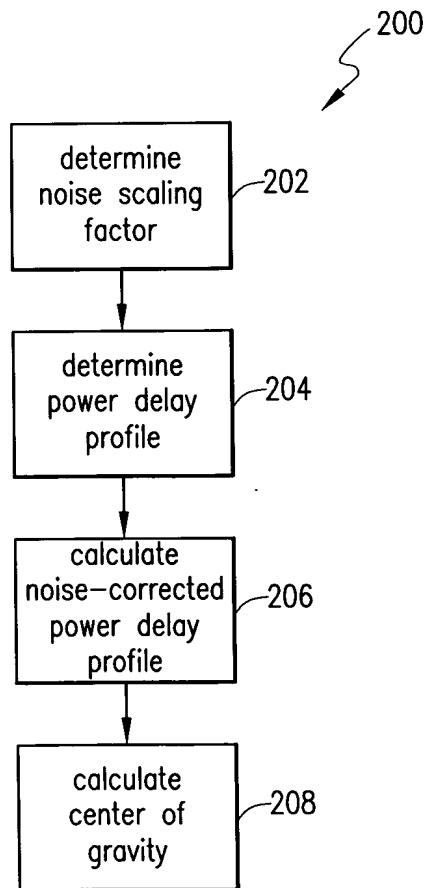 200
determine
noise scaling
factor
202
determine
power delay
profile
204
calculate
noise-corrected
power delay
profile
206
calculate
center of
gravity
208